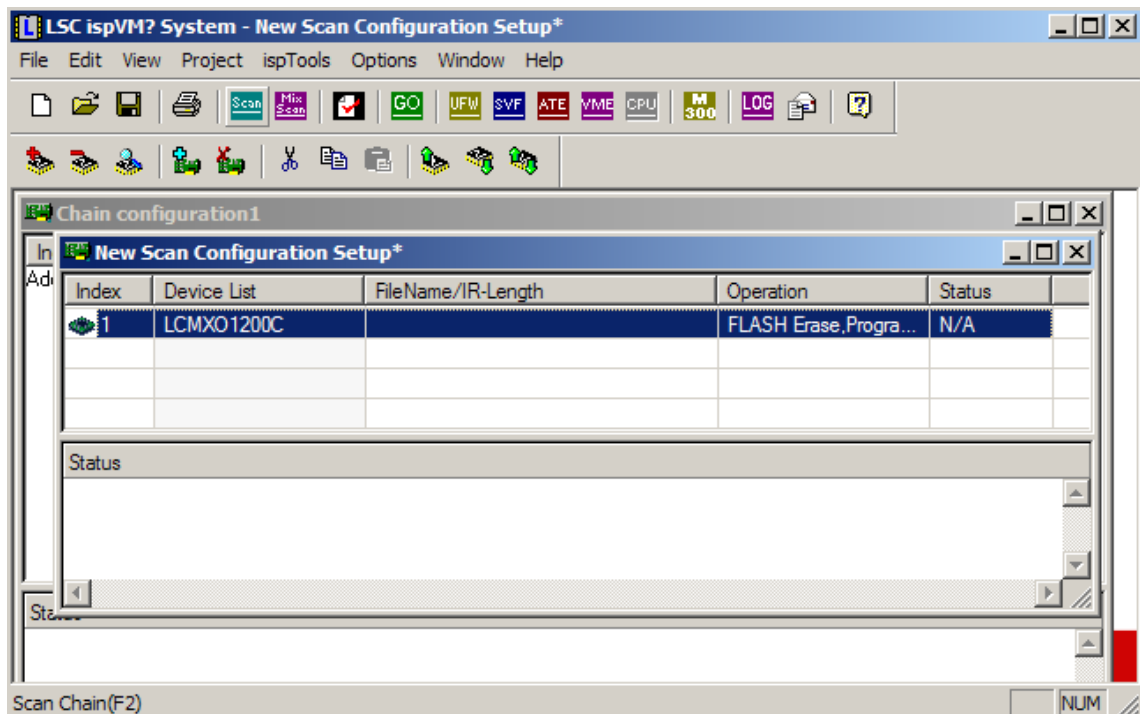 LSC ispVM? System - New Scan Configuration Setup*
File Edit View Project ispTools Options Window Help
Scan Mix Scan GO UFW SVF ATE VME CPU M 300 LOG
Chain configuration1
In New Scan Configuration Setup*
Index Device List FileName/IR-Length Operation Status
1 LCMXO1200C FLASH Erase,Progra... N/A
Status
Scan Chain(F2) NUM